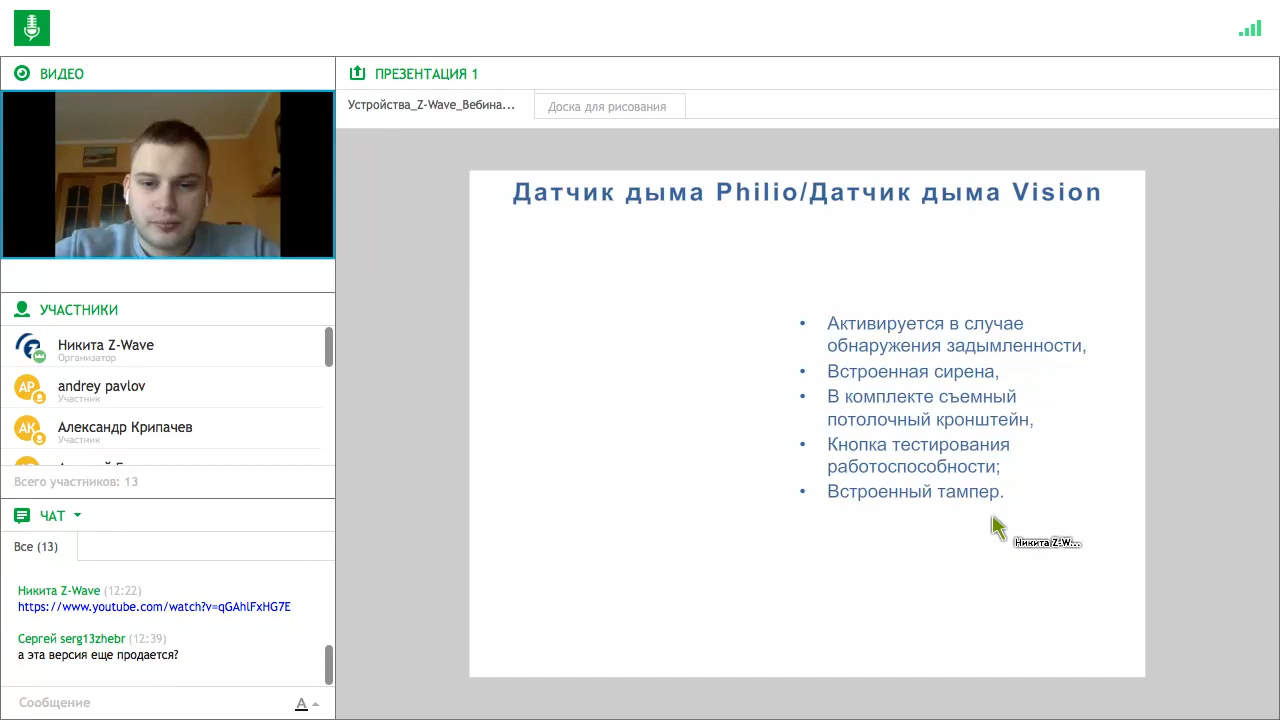 ВИДЕО
УЧАСТНИКИ
Никита Z-Wave
Организатор
AP
andrey pavlov
Участник
АК
Александр Крипачев
Участник
Всего участников: 13
ЧАТ
Все (13)
Никита Z-Wave (12:22)
https://www.youtube.com/watch?v=qGAhlFxHG7E
Сергей serg13zhebr (12:39)
а эта версия еще продается?
Сообщение
A
ПРЕЗЕНТАЦИЯ 1
Устройства_Z-Wave_Вебина...
Доска для рисования
Датчик дыма Philio/Датчик дыма Vision
• Активируется в случае
обнаружения задымленности,
• Встроенная сирена,
• В комплекте съемный
потолочный кронштейн,
• Кнопка тестирования
работоспособности;
• Встроенный тампер.
Никита Z-W...